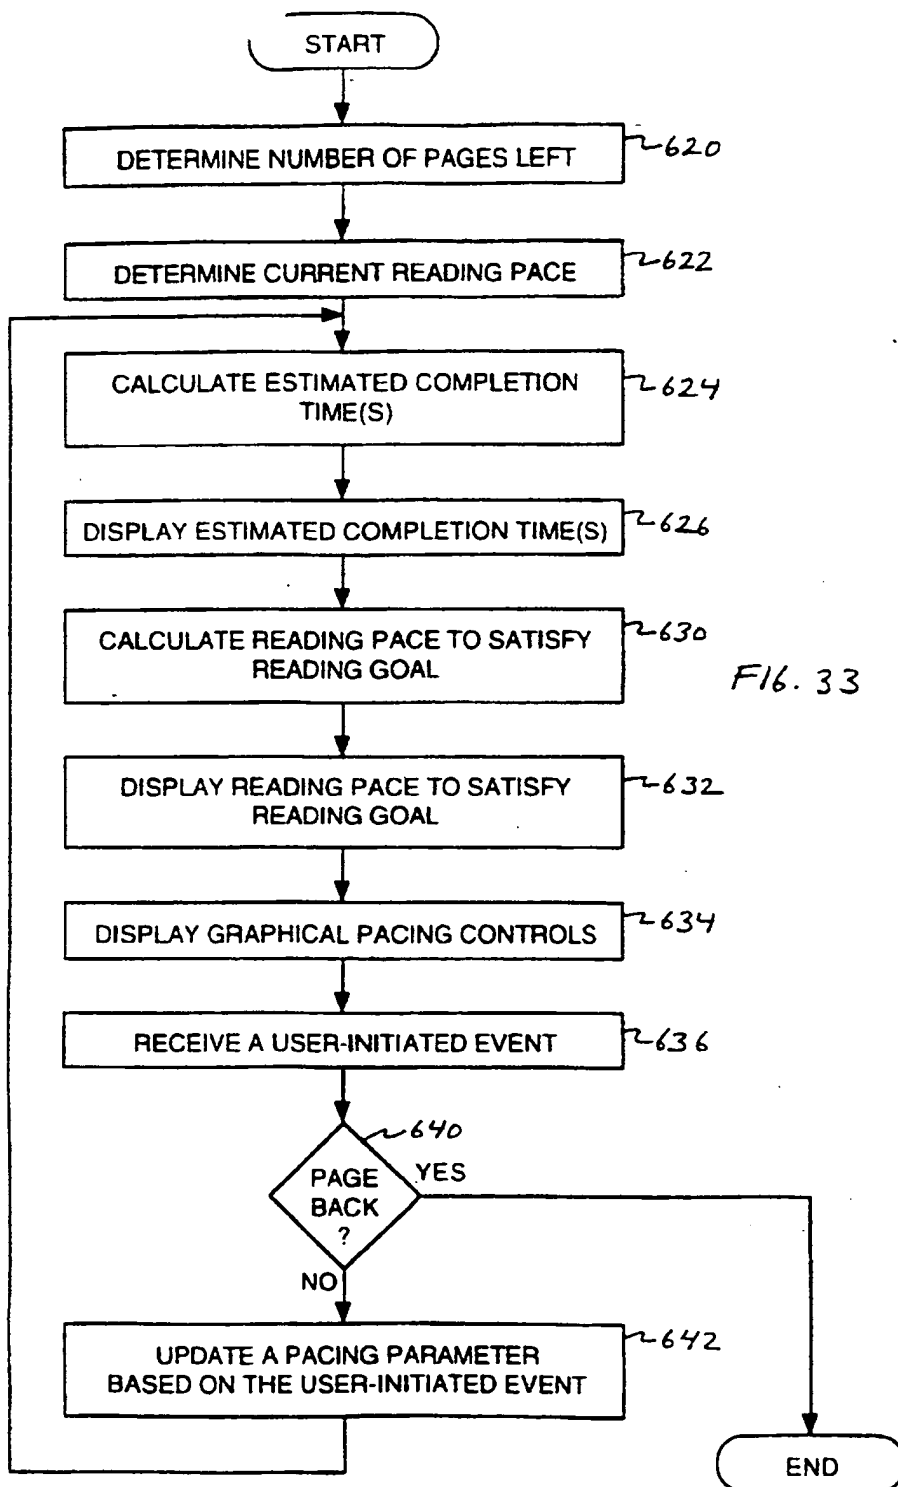 START
DETERMINE NUMBER OF PAGES LEFT
620
DETERMINE CURRENT READING PACE
622
CALCULATE ESTIMATED COMPLETION
TIME(S)
624
DISPLAY ESTIMATED COMPLETION TIME(S)
626
CALCULATE READING PACE TO SATISFY
READING GOAL
630
FIG. 33
DISPLAY READING PACE TO SATISFY
READING GOAL
632
DISPLAY GRAPHICAL PACING CONTROLS
634
RECEIVE A USER-INITIATED EVENT
636
640
PAGE
BACK
?
YES
NO
UPDATE A PACING PARAMETER
BASED ON THE USER-INITIATED EVENT
642
END